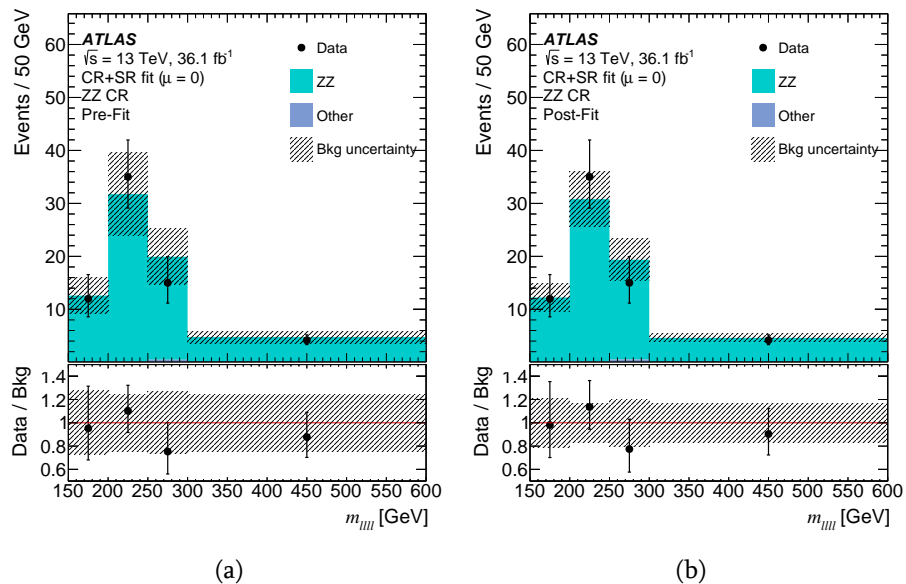 Events / 50 GeV
60
50
40
30
20
10
ATLAS
√s = 13 TeV, 36.1 fb-1
CR+SR fit (μ = 0)
ZZ CR
Pre-Fit
Data
ZZ
Other
Bkg uncertainty
Data / Bkg
1.4
1.2
1
0.8
0.6
150 200 250 300 350 400 450 500 550 600
mllll [GeV]
(a)
Events / 50 GeV
60
50
40
30
20
10
ATLAS
√s = 13 TeV, 36.1 fb-1
CR+SR fit (μ = 0)
ZZ CR
Post-Fit
Data
ZZ
Other
Bkg uncertainty
Data / Bkg
1.4
1.2
1
0.8
0.6
150 200 250 300 350 400 450 500 550 600
mllll [GeV]
(b)